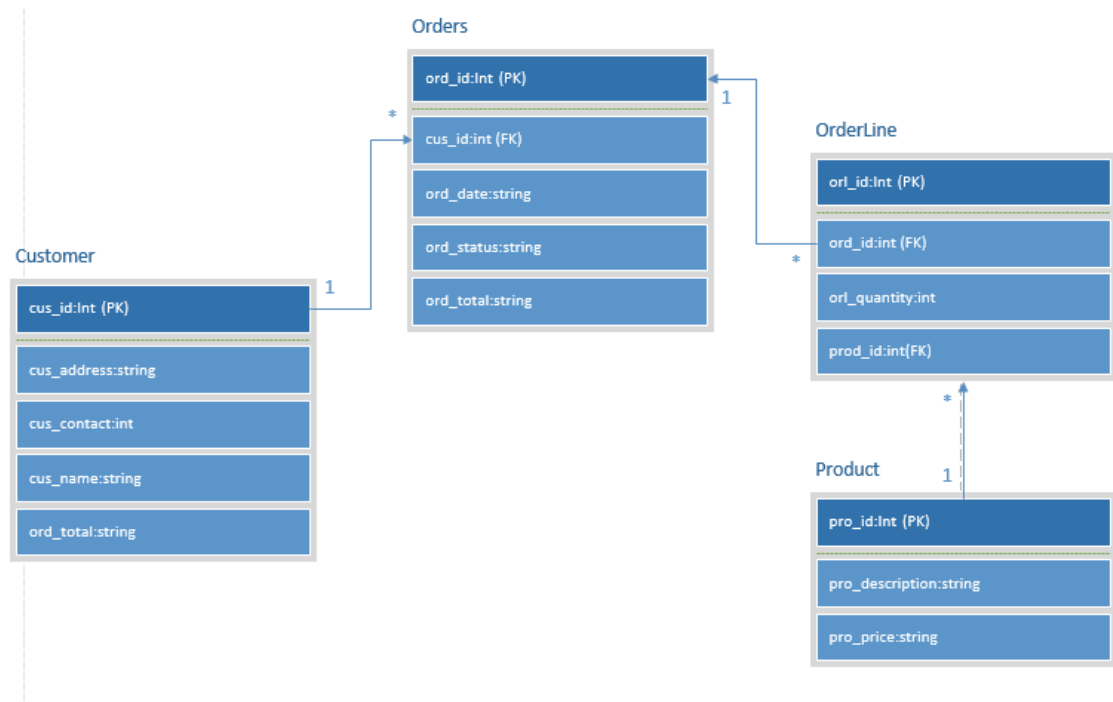 Orders
ord_id:Int (PK)
1
*
cus_id:int (FK)
ord_date:string
ord_status:string
ord_total:string
OrderLine
orl_id:Int (PK)
ord_id:int (FK)
*
orl_quantity:int
prod_id:int(FK)
*
Customer
cus_id:Int (PK)
1
cus_address:string
cus_contact:int
cus_name:string
ord_total:string
Product
1
pro_id:Int (PK)
pro_description:string
pro_price:string